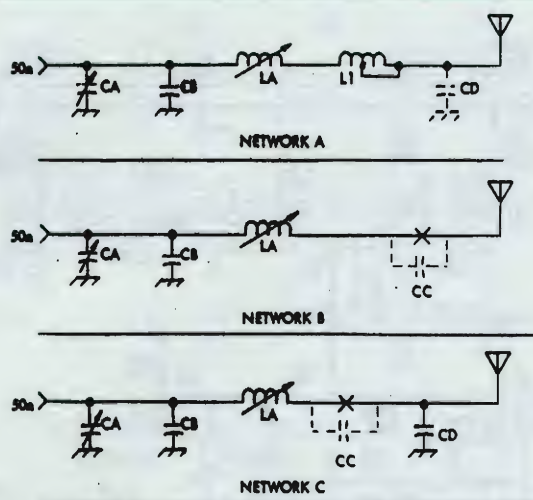 50Ω CA CB LA L1 CD
NETWORK A
50Ω CA CB LA CC
NETWORK B
50Ω CA CB LA CC CD
NETWORK C